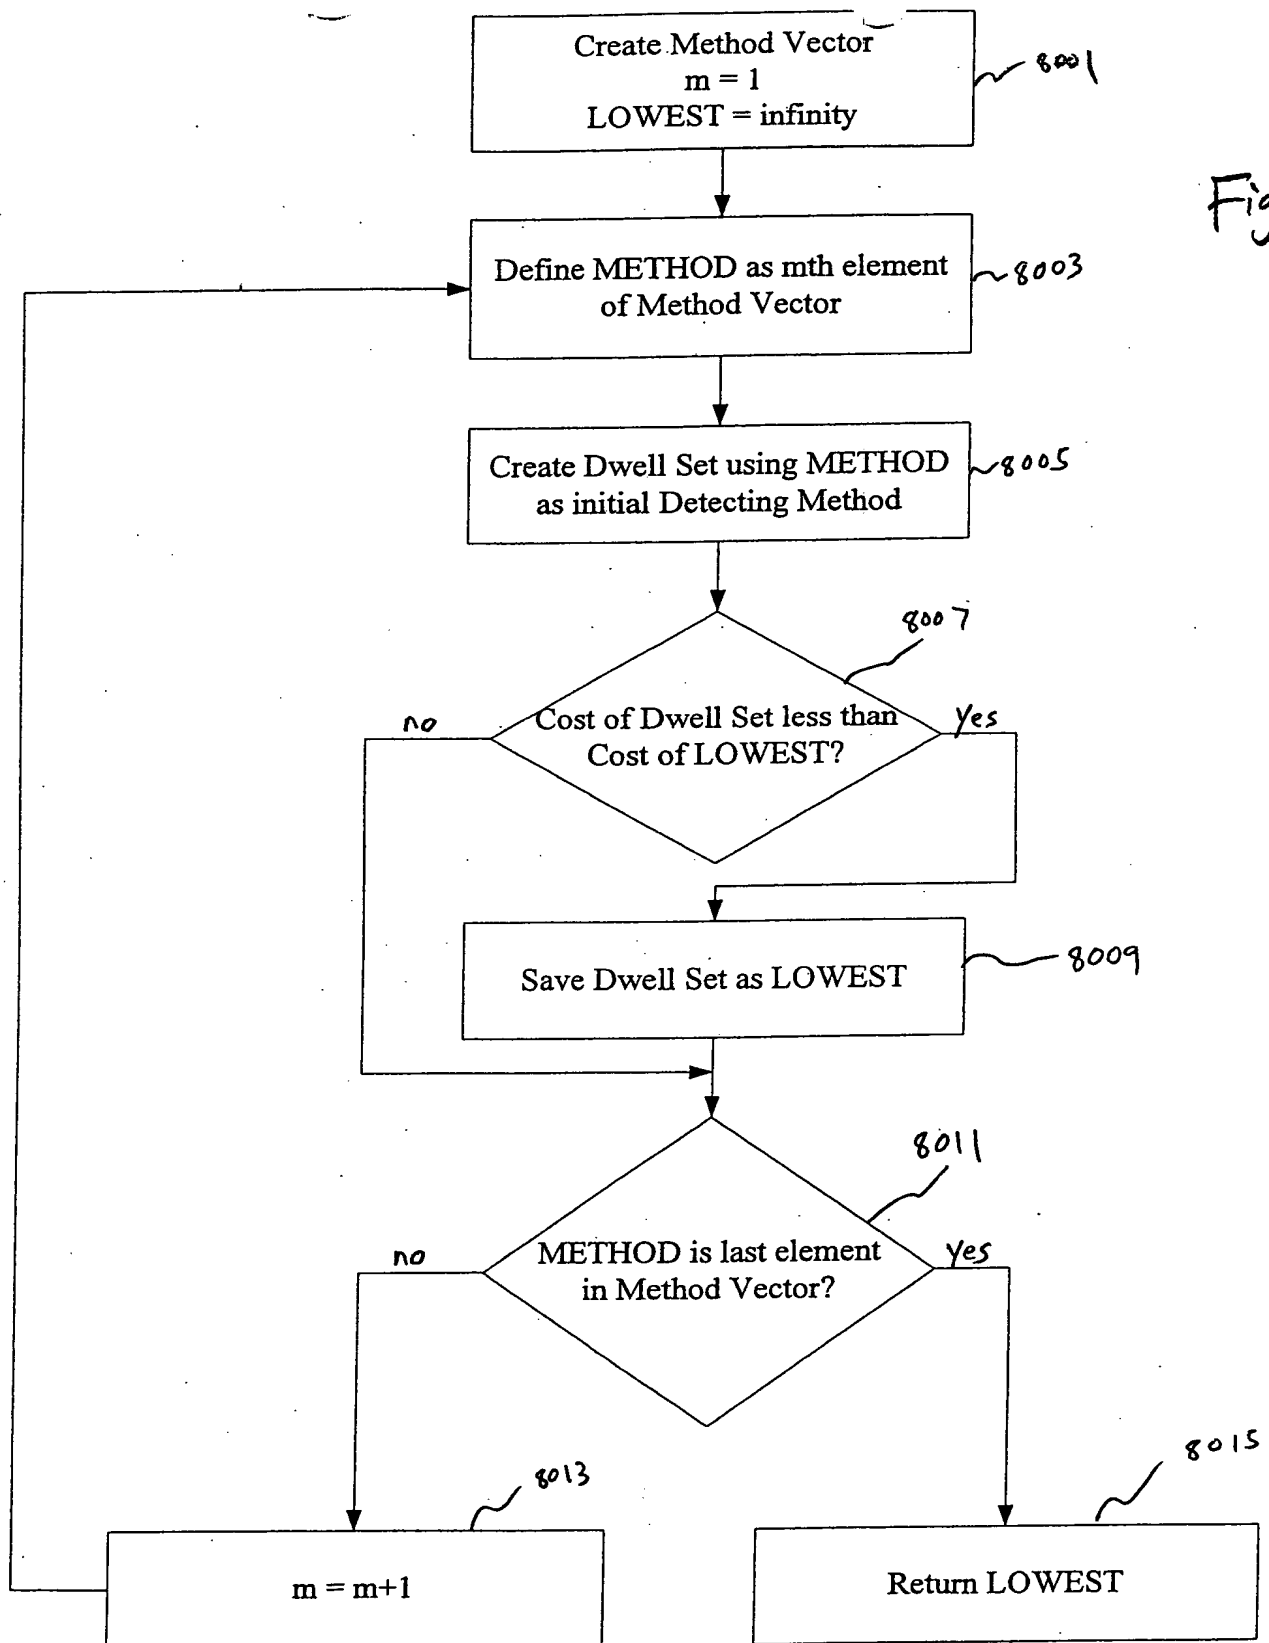 Create Method Vector
m = 1
LOWEST = infinity
8001
Define METHOD as mth element
of Method Vector
8003
Create Dwell Set using METHOD
as initial Detecting Method
8005
8007
no
Cost of Dwell Set less than
Cost of LOWEST?
Yes
Save Dwell Set as LOWEST
8009
8011
no
METHOD is last element
in Method Vector?
Yes
8013
8015
m = m+1
Return LOWEST